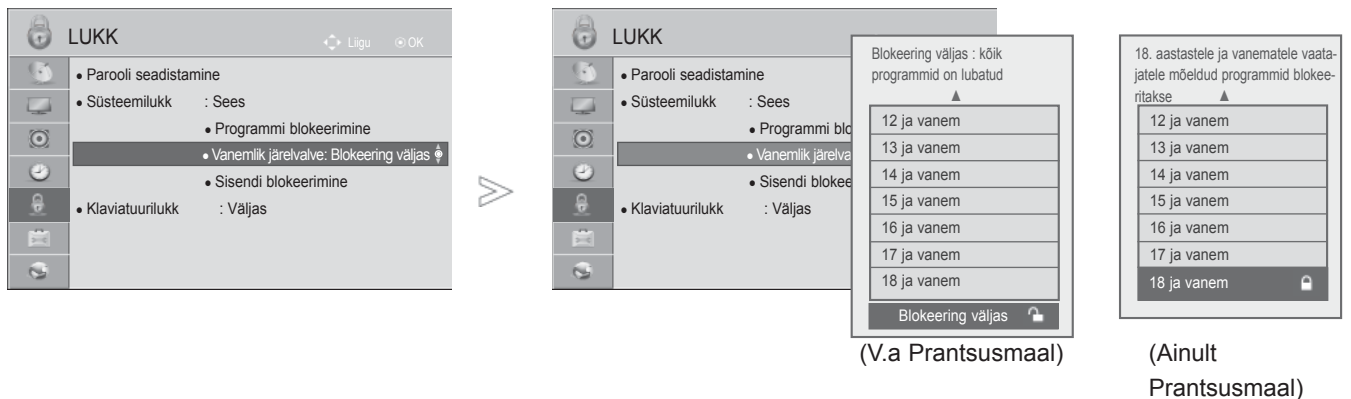 LUKK
Liigu OK
• Parooli seadistamine
• Süsteemilukk : Sees
• Programmi blokeerimine
• Vanemlik järelvalve: Blokeering väljas
• Sisendi blokeerimine
• Klaviatuurilukk : Väljas
LUKK
• Parooli seadistamine
• Süsteemilukk : Sees
• Programmi blo
• Vanemlik järelva
• Sisendi blokee
• Klaviatuurilukk : Väljas
Blokeering väljas : kõik
programmid on lubatud
12 ja vanem
13 ja vanem
14 ja vanem
15 ja vanem
16 ja vanem
17 ja vanem
18 ja vanem
Blokeering väljas
(V.a Prantsusmaal)
18. aastastele ja vanematele vaata-
jatele mõeldud programmid blokee-
ritakse
12 ja vanem
13 ja vanem
14 ja vanem
15 ja vanem
16 ja vanem
17 ja vanem
18 ja vanem
(Ainult
Prantsusmaal)